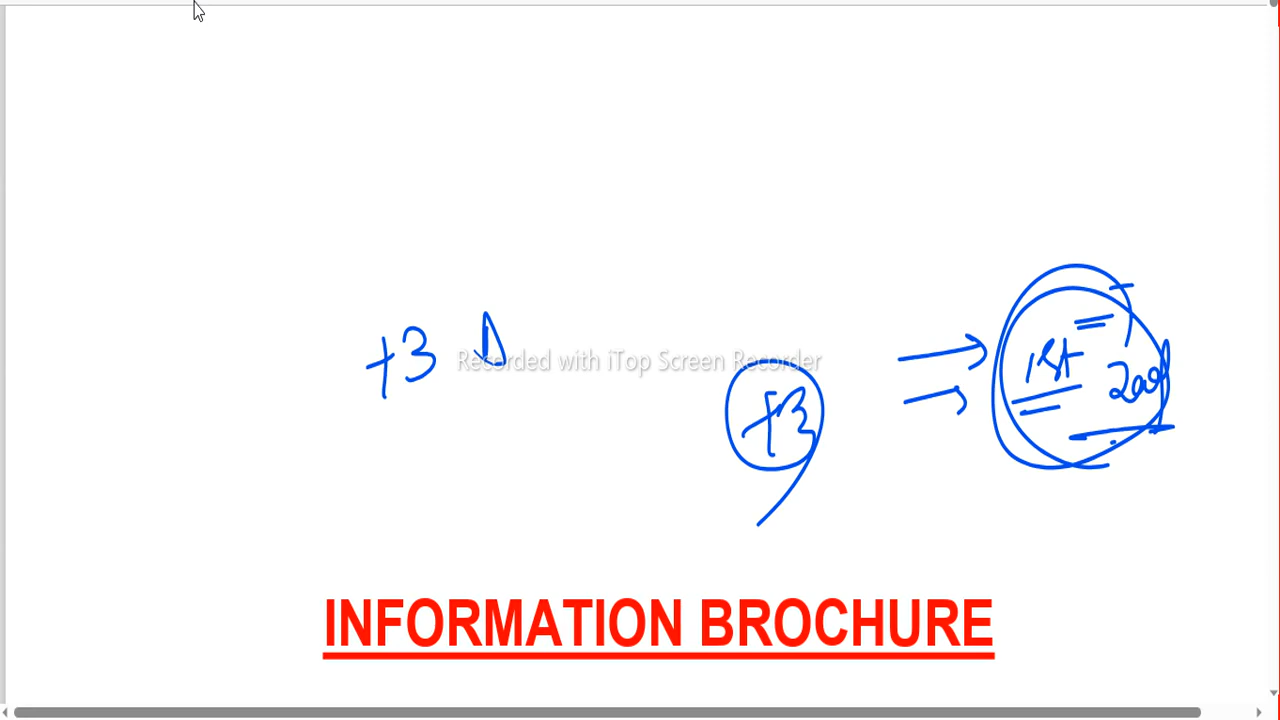 +3
Recorded with iTop Screen Recorder
+3
1st
2nd
INFORMATION BROCHURE